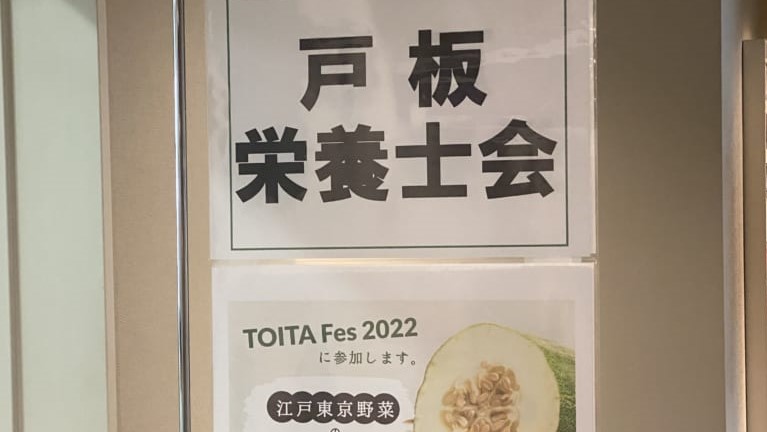 戸板
栄養士会
TOITA Fes 2022
に参加します。
江戸東京野菜
の